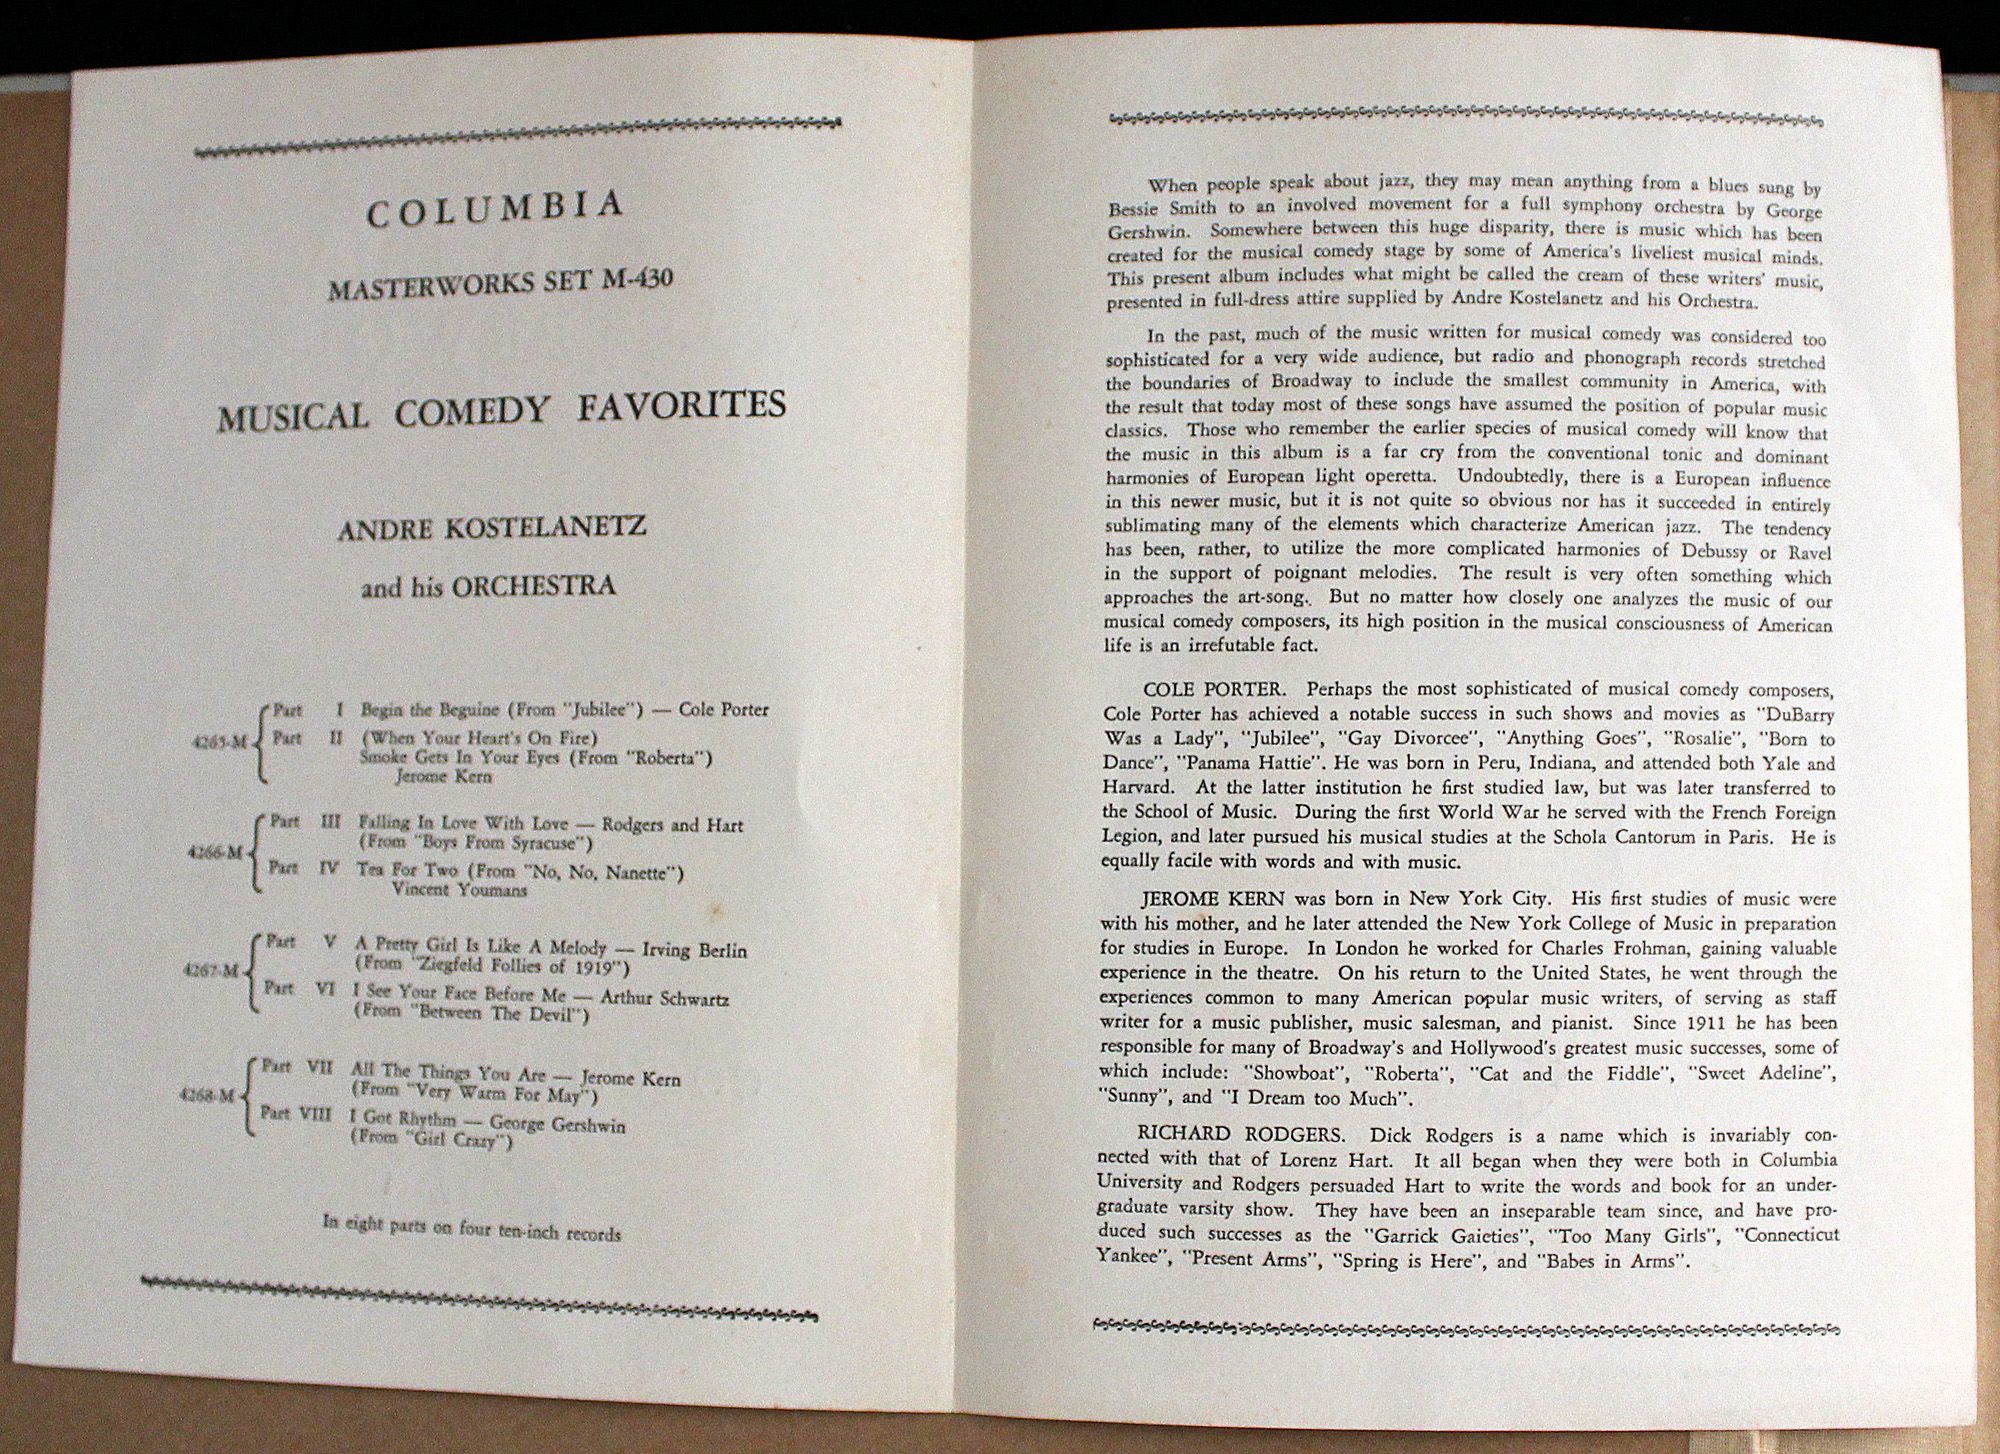 COLUMBIA
MASTERWORKS SET M-430
MUSICAL COMEDY FAVORITES
ANDRE KOSTELANETZ
and his ORCHESTRA
4265-M
Part I Begin the Beguine (From "Jubilee") — Cole Porter
Part II (When Your Heart's On Fire)
Smoke Gets In Your Eyes (From "Roberta")
Jerome Kern
4266-M
Part III Falling In Love With Love — Rodgers and Hart
(From "Boys From Syracuse")
Part IV Tea For Two (From "No, No, Nanette")
Vincent Youmans
4267-M
Part V A Pretty Girl Is Like A Melody — Irving Berlin
(From "Ziegfeld Follies of 1919")
Part VI I See Your Face Before Me — Arthur Schwartz
(From "Between The Devil")
4268-M
Part VII All The Things You Are — Jerome Kern
(From "Very Warm For May")
Part VIII I Got Rhythm — George Gershwin
(From "Girl Crazy")
In eight parts on four ten-inch records
When people speak about jazz, they may mean anything from a blues sung by
Bessie Smith to an involved movement for a full symphony orchestra by George
Gershwin. Somewhere between this huge disparity, there is music which has been
created for the musical comedy stage by some of America's liveliest musical minds.
This present album includes what might be called the cream of these writers' music,
presented in full-dress attire supplied by Andre Kostelanetz and his Orchestra.
In the past, much of the music written for musical comedy was considered too
sophisticated for a very wide audience, but radio and phonograph records stretched
the boundaries of Broadway to include the smallest community in America, with
the result that today most of these songs have assumed the position of popular music
classics. Those who remember the earlier species of musical comedy will know that
the music in this album is a far cry from the conventional tonic and dominant
harmonies of European light operetta. Undoubtedly, there is a European influence
in this newer music, but it is not quite so obvious nor has it succeeded in entirely
sublimating many of the elements which characterize American jazz. The tendency
has been, rather, to utilize the more complicated harmonies of Debussy or Ravel
in the support of poignant melodies. The result is very often something which
approaches the art-song. But no matter how closely one analyzes the music of our
musical comedy composers, its high position in the musical consciousness of American
life is an irrefutable fact.
COLE PORTER. Perhaps the most sophisticated of musical comedy composers,
Cole Porter has achieved a notable success in such shows and movies as "DuBarry
Was a Lady", "Jubilee", "Gay Divorcee", "Anything Goes", "Rosalie", "Born to
Dance", "Panama Hattie". He was born in Peru, Indiana, and attended both Yale and
Harvard. At the latter institution he first studied law, but was later transferred to
the School of Music. During the first World War he served with the French Foreign
Legion, and later pursued his musical studies at the Schola Cantorum in Paris. He is
equally facile with words and with music.
JEROME KERN was born in New York City. His first studies of music were
with his mother, and he later attended the New York College of Music in preparation
for studies in Europe. In London he worked for Charles Frohman, gaining valuable
experience in the theatre. On his return to the United States, he went through the
experiences common to many American popular music writers, of serving as staff
writer for a music publisher, music salesman, and pianist. Since 1911 he has been
responsible for many of Broadway's and Hollywood's greatest music successes, some of
which include: "Showboat", "Roberta", "Cat and the Fiddle", "Sweet Adeline",
"Sunny", and "I Dream too Much".
RICHARD RODGERS. Dick Rodgers is a name which is invariably con-
nected with that of Lorenz Hart. It all began when they were both in Columbia
University and Rodgers persuaded Hart to write the words and book for an under-
graduate varsity show. They have been an inseparable team since, and have pro-
duced such successes as the "Garrick Gaieties", "Too Many Girls", "Connecticut
Yankee", "Present Arms", "Spring is Here", and "Babes in Arms".